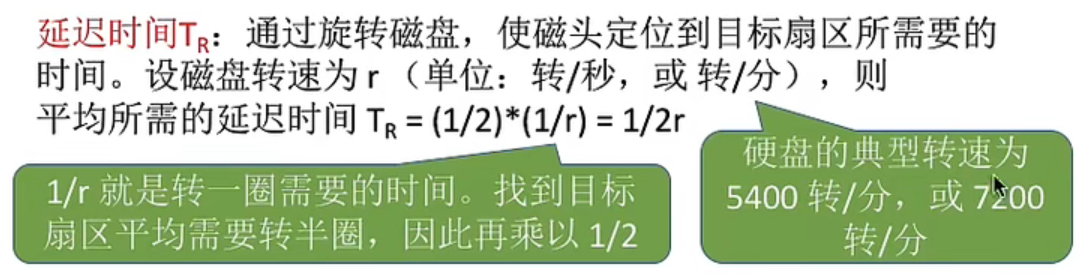 延迟时间TR：通过旋转磁盘，使磁头定位到目标扇区所需要的
时间。设磁盘转速为 r （单位：转/秒，或 转/分），则
平均所需的延迟时间 TR = (1/2)*(1/r) = 1/2r
1/r 就是转一圈需要的时间。找到目标
扇区平均需要转半圈，因此再乘以 1/2
硬盘的典型转速为
5400 转/分，或 7200
转/分